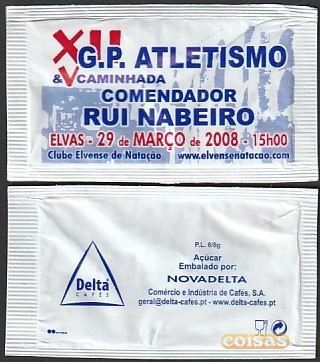 XII G.P. ATLETISMO
& V CAMINHADA
COMENDADOR
RUI NABEIRO
ELVAS - 29 de MARÇO de 2008 - 15h00
Clube Elvense de Natação www.elvensenatacao.com
P.L. 6/8g
Açúcar
Embalado por:
NOVADELTA
Comércio e Indústria de Cafés, S.A.
geral@delta-cafes.pt - www.delta-cafes.pt
Delta
CAFÉS
coisas